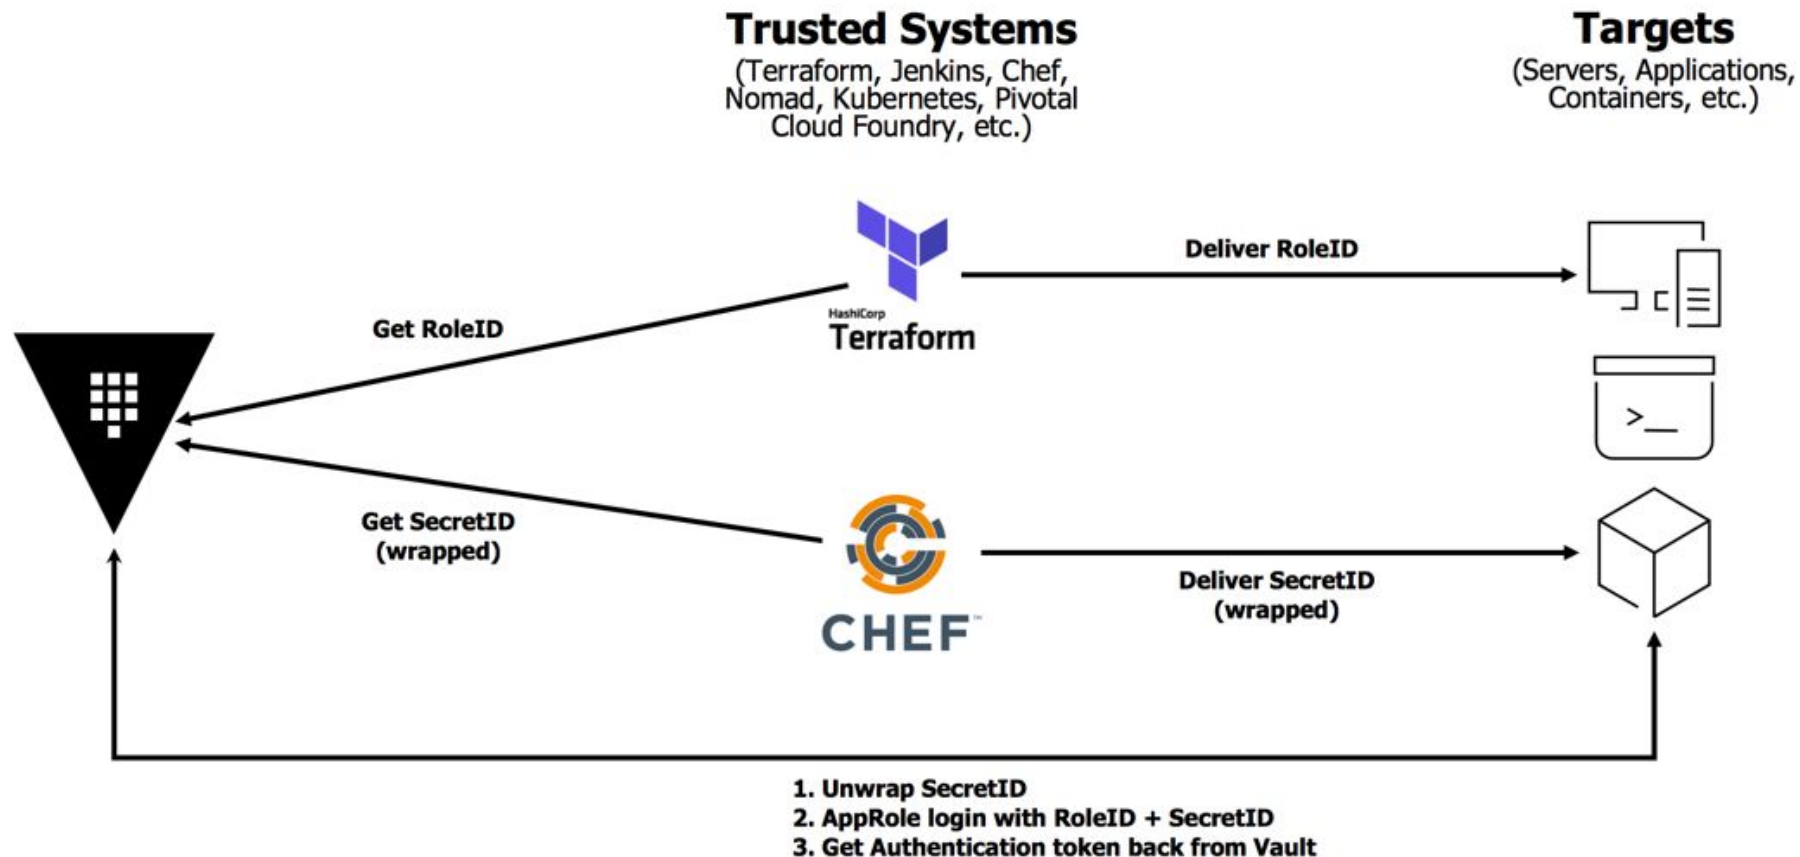 Trusted Systems
(Terraform, Jenkins, Chef,
Nomad, Kubernetes, Pivotal
Cloud Foundry, etc.)
Targets
(Servers, Applications,
Containers, etc.)
Deliver RoleID
Get RoleID
HashiCorp
Terraform
>_
Get SecretID
(wrapped)
CHEF™
Deliver SecretID
(wrapped)
1. Unwrap SecretID
2. AppRole login with RoleID + SecretID
3. Get Authentication token back from Vault